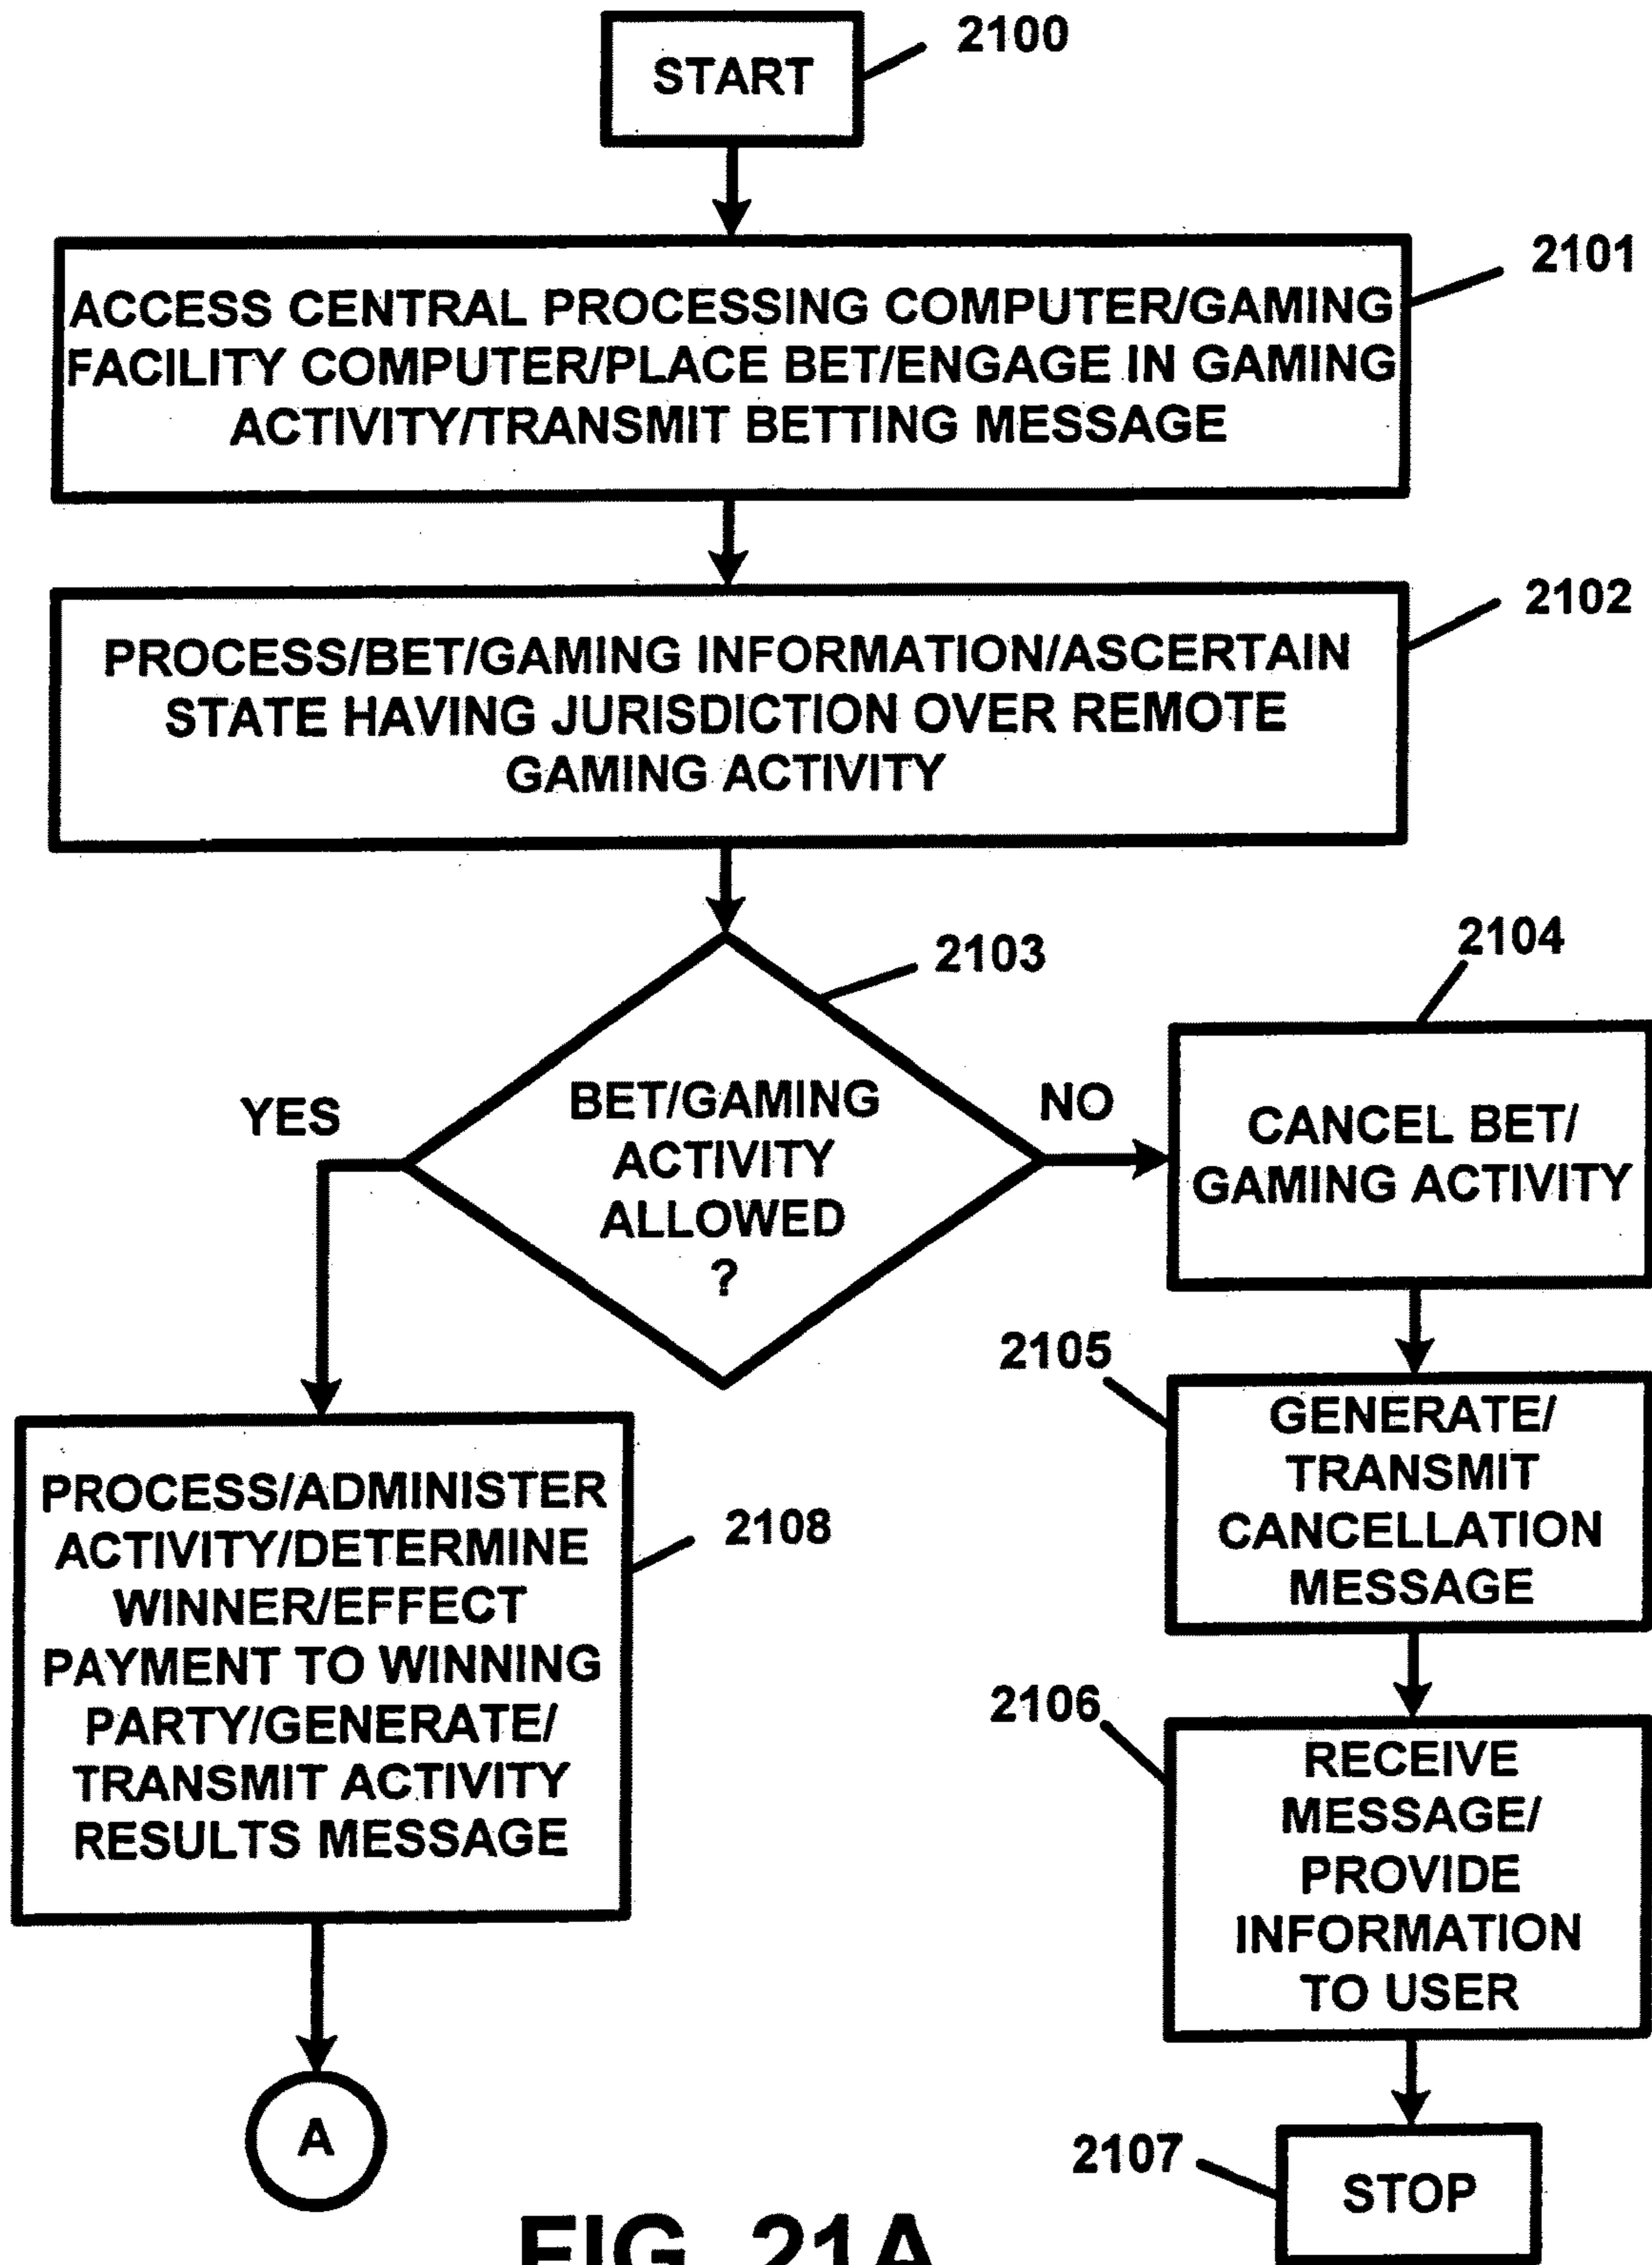 2100
START
2101
ACCESS CENTRAL PROCESSING COMPUTER/GAMING
FACILITY COMPUTER/PLACE BET/ENGAGE IN GAMING
ACTIVITY/TRANSMIT BETTING MESSAGE
2102
PROCESS/BET/GAMING INFORMATION/ASCERTAIN
STATE HAVING JURISDICTION OVER REMOTE
GAMING ACTIVITY
2103
BET/GAMING
ACTIVITY
ALLOWED
?
YES
NO
2104
CANCEL BET/
GAMING ACTIVITY
2105
GENERATE/
TRANSMIT
CANCELLATION
MESSAGE
2106
RECEIVE
MESSAGE/
PROVIDE
INFORMATION
TO USER
2107
STOP
2108
PROCESS/ADMINISTER
ACTIVITY/DETERMINE
WINNER/EFFECT
PAYMENT TO WINNING
PARTY/GENERATE/
TRANSMIT ACTIVITY
RESULTS MESSAGE
A
FIG. 21A